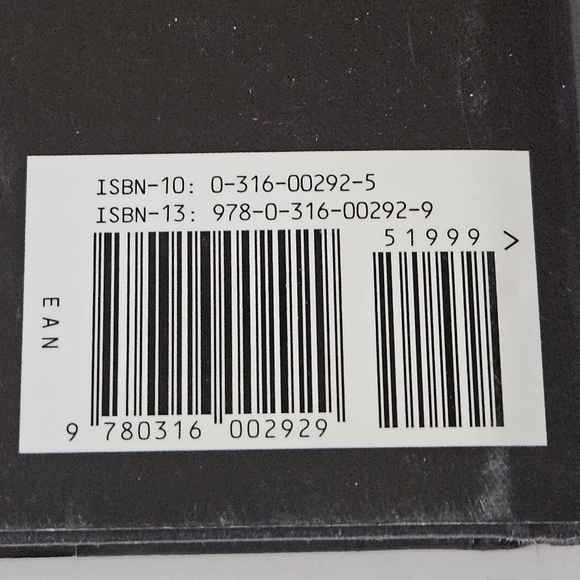 ISBN-10: 0-316-00292-5
ISBN-13: 978-0-316-00292-9
51999 >
EAN
9 780316 002929